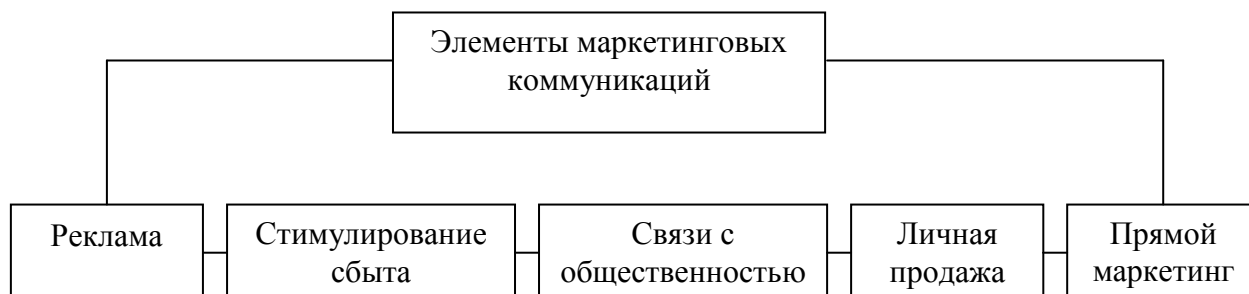 Элементы маркетинговых
коммуникаций
Реклама
Стимулирование
сбыта
Связи с
общественностью
Личная
продажа
Прямой
маркетинг